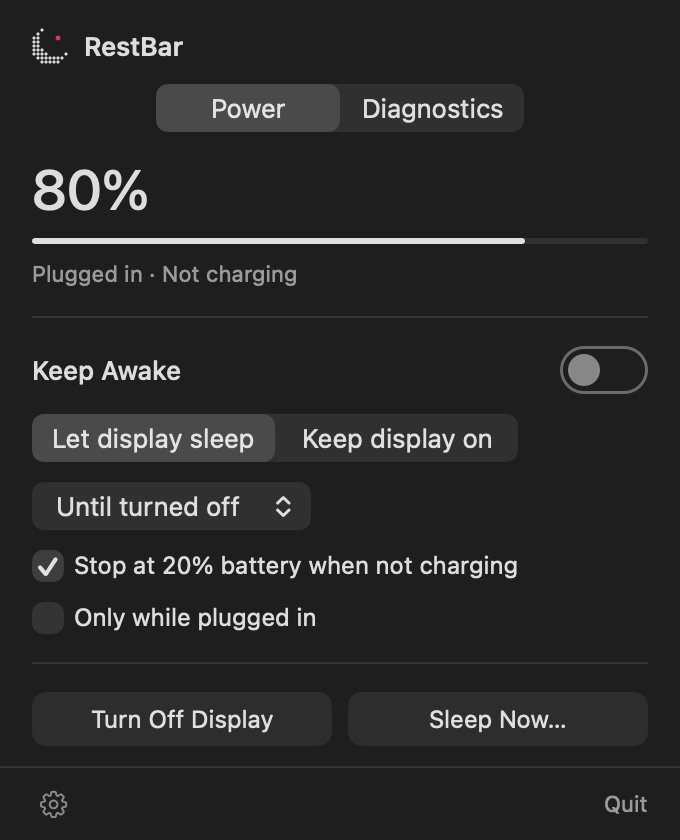 RestBar
Power
Diagnostics
80%
Plugged in · Not charging
Keep Awake
Let display sleep
Keep display on
Until turned off
Stop at 20% battery when not charging
Only while plugged in
Turn Off Display
Sleep Now...
Quit